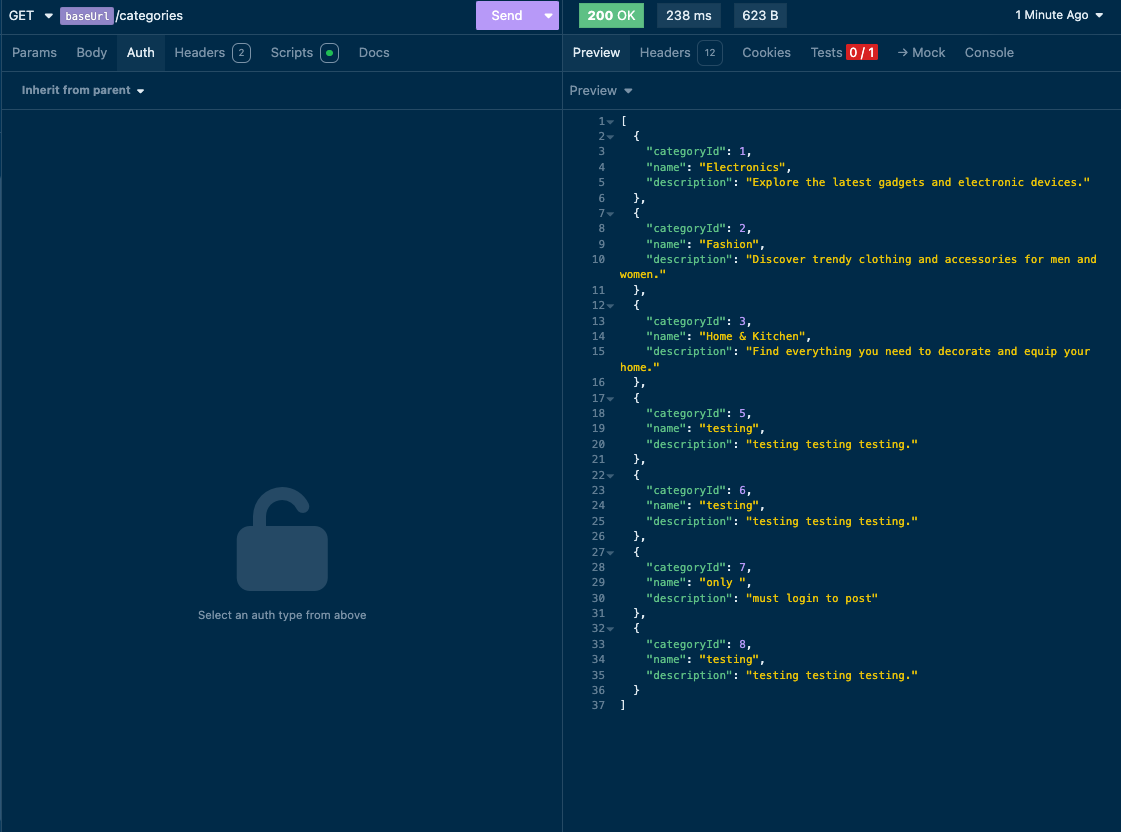 GET baseUrl/categories Send 200 OK 238 ms 623 B 1 Minute Ago
Params Body Auth Headers 2 Scripts Docs Preview Headers 12 Cookies Tests 0 / 1 → Mock Console
Inherit from parent Preview
1 [
2 {
3 "categoryId": 1,
4 "name": "Electronics",
5 "description": "Explore the latest gadgets and electronic devices."
6 },
7 {
8 "categoryId": 2,
9 "name": "Fashion",
10 "description": "Discover trendy clothing and accessories for men and
women."
11 },
12 {
13 "categoryId": 3,
14 "name": "Home & Kitchen",
15 "description": "Find everything you need to decorate and equip your
home."
16 },
17 {
18 "categoryId": 5,
19 "name": "testing",
20 "description": "testing testing testing."
21 },
22 {
23 "categoryId": 6,
24 "name": "testing",
25 "description": "testing testing testing."
26 },
27 {
28 "categoryId": 7,
29 "name": "only ",
30 "description": "must login to post"
31 },
32 {
33 "categoryId": 8,
34 "name": "testing",
35 "description": "testing testing testing."
36 }
37 ]
Select an auth type from above